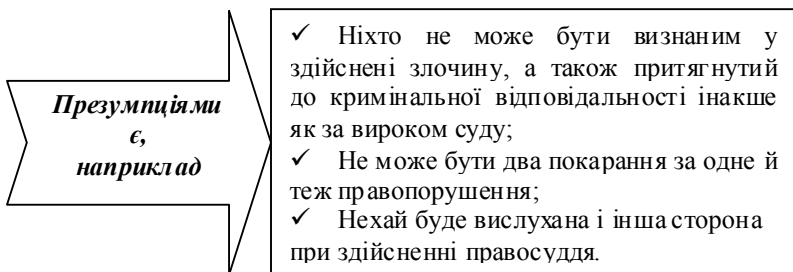 Презумпціями
є,
наприклад
✓ Ніхто не може бути визнаним у
здійснені злочину, а також притягнутий
до кримінальної відповідальності інакше
як за вироком суду;
✓ Не може бути два покарання за одне й
теж правопорушення;
✓ Нехай буде вислухана і інша сторона
при здійсненні правосуддя.